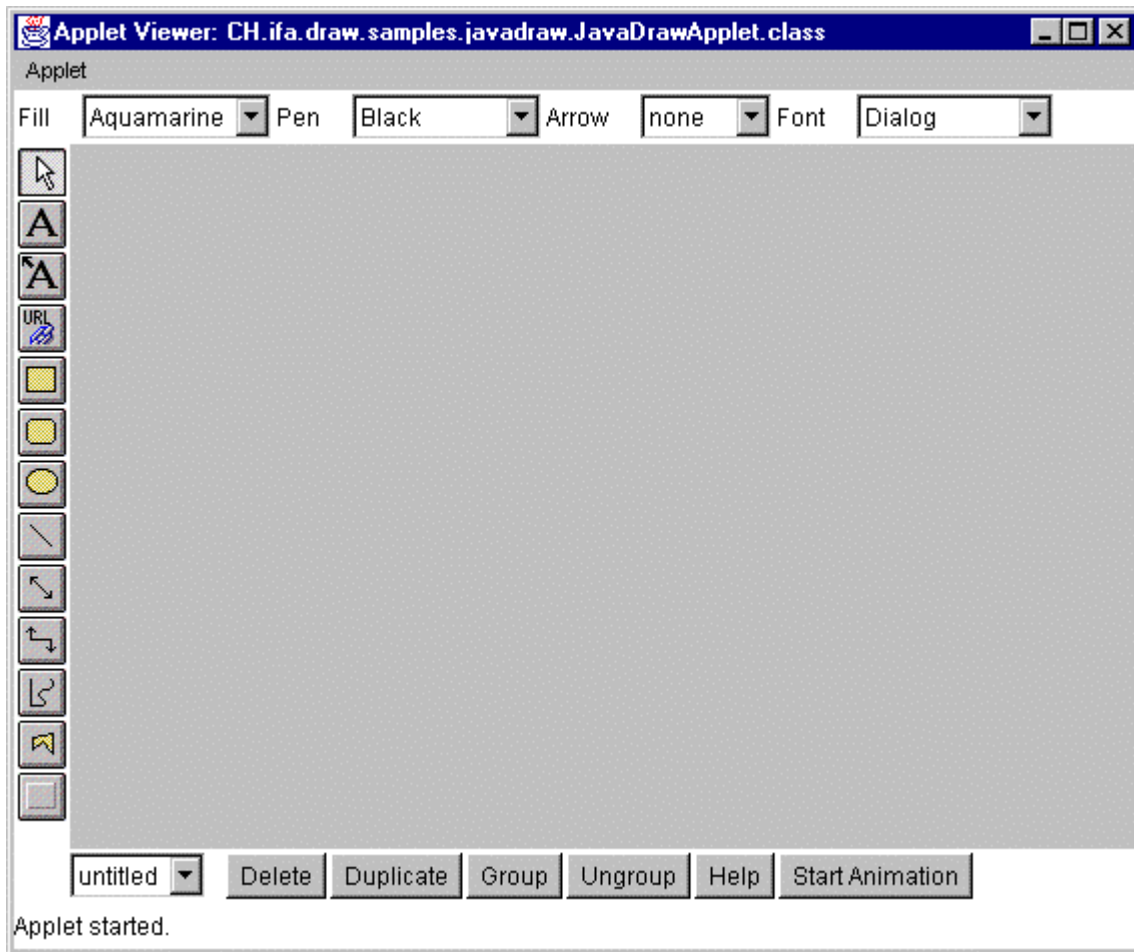 Applet Viewer: CH.ifa.draw.samples.javadraw.JavaDrawApplet.class
Applet
Fill Aquamarine Pen Black Arrow none Font Dialog
A
A
URL
untitled Delete Duplicate Group Ungroup Help Start Animation
Applet started.